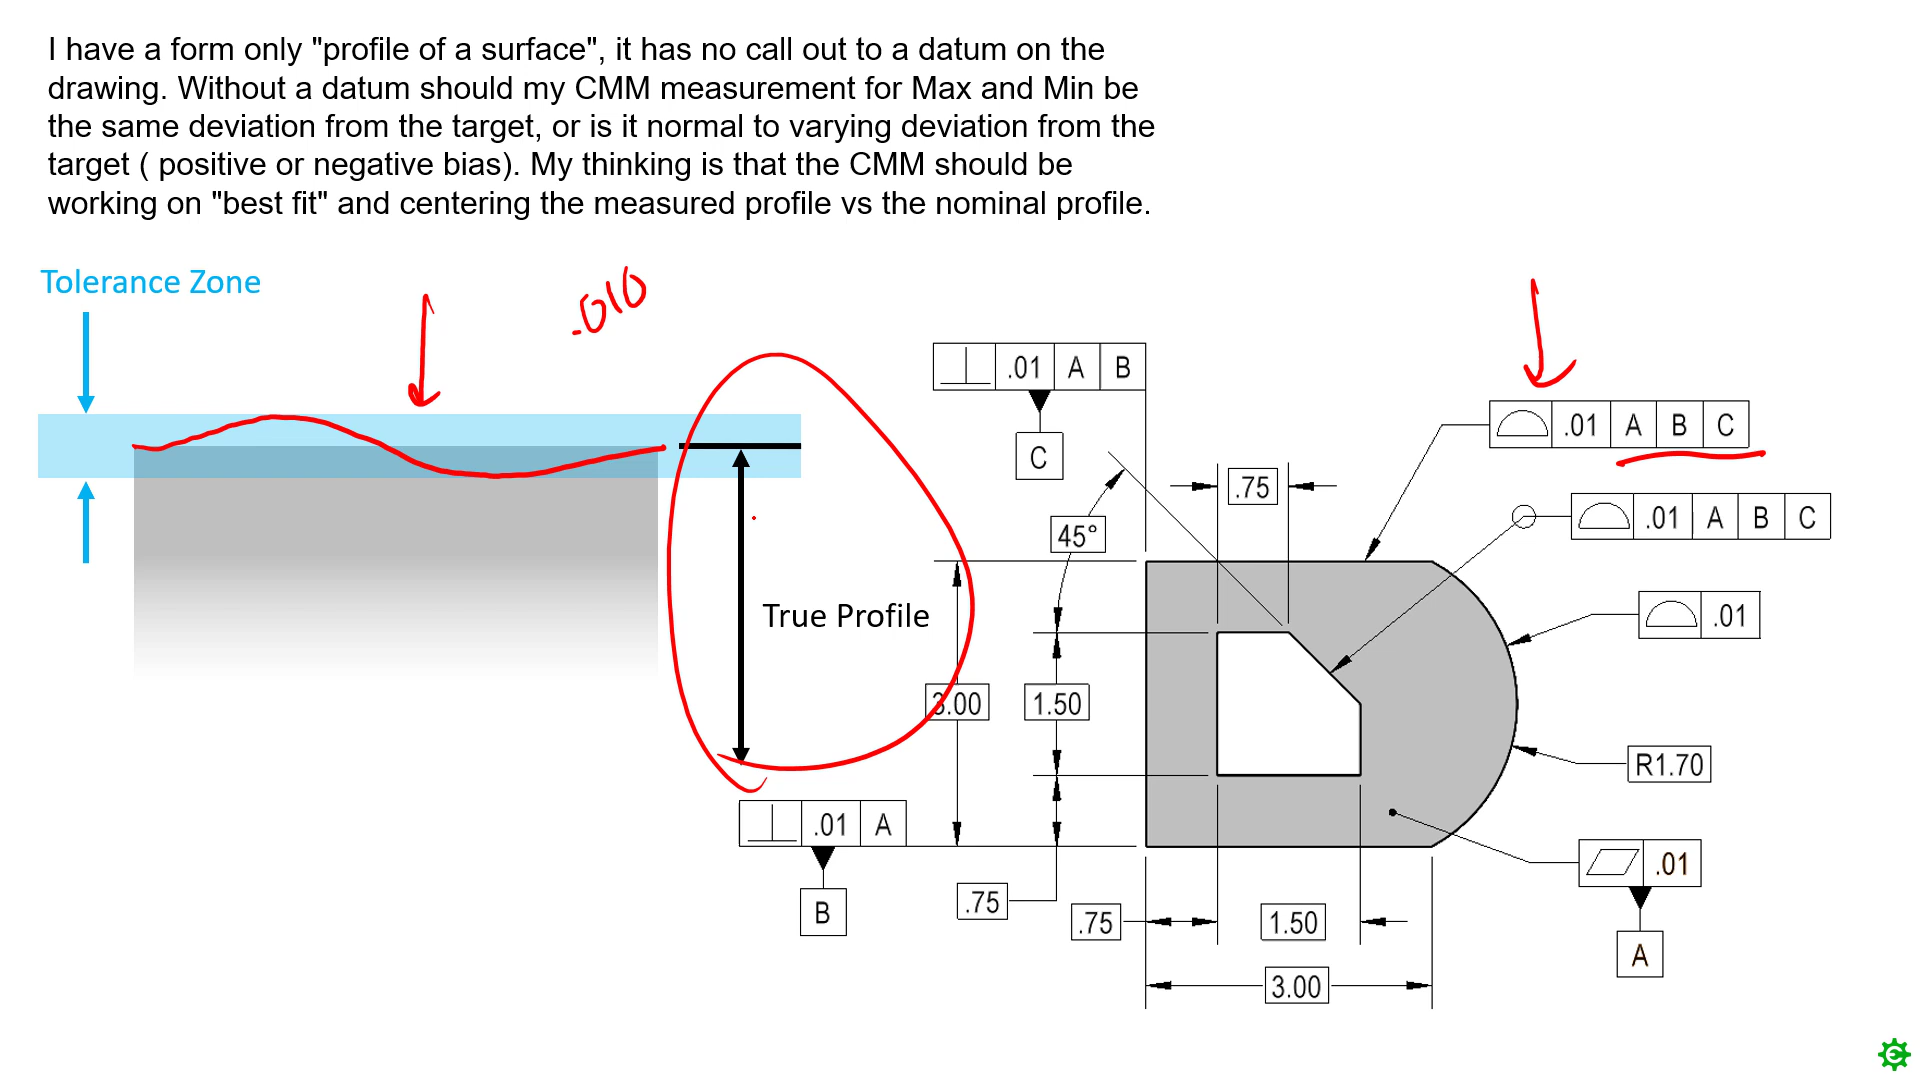 I have a form only "profile of a surface", it has no call out to a datum on the
drawing. Without a datum should my CMM measurement for Max and Min be
the same deviation from the target, or is it normal to varying deviation from the
target ( positive or negative bias). My thinking is that the CMM should be
working on "best fit" and centering the measured profile vs the nominal profile.
Tolerance Zone
.010
.01 A B
C
.01 A B C
.75
.01 A B C
45°
True Profile
.01
3.00
1.50
R1.70
.01 A
B
.01
A
.75
.75
1.50
3.00